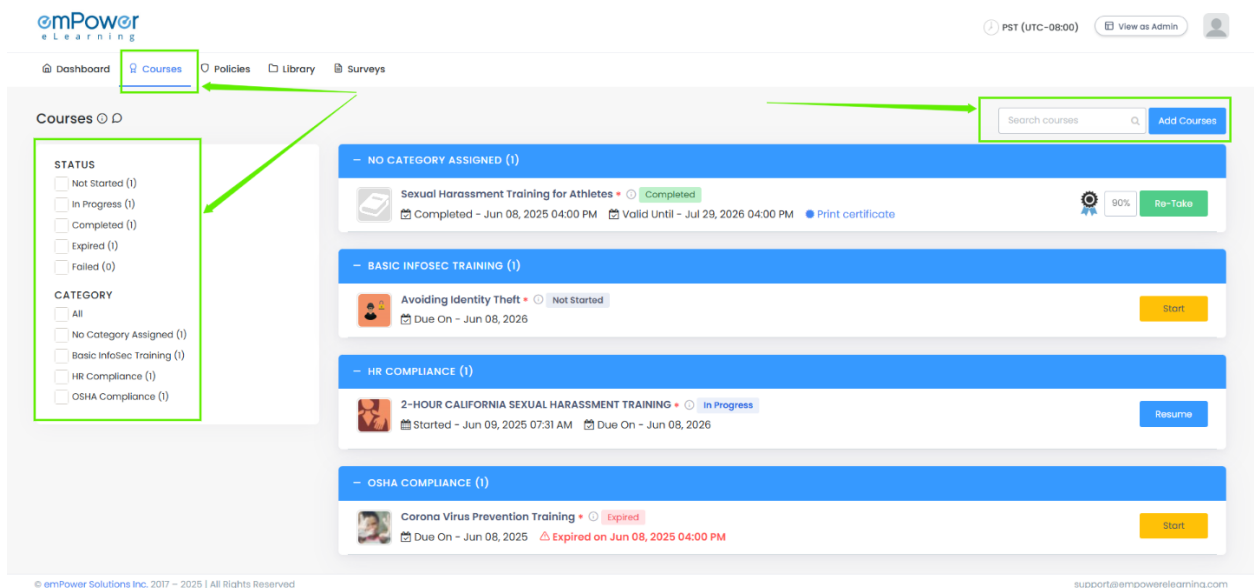 emPower
eLearning
PST (UTC-08:00)
View as Admin
Dashboard
Courses
Policies
Library
Surveys
Courses
Search courses
Add Courses
STATUS
Not Started (1)
In Progress (1)
Completed (1)
Expired (1)
Failed (0)
CATEGORY
All
No Category Assigned (1)
Basic InfoSec Training (1)
HR Compliance (1)
OSHA Compliance (1)
− NO CATEGORY ASSIGNED (1)
Sexual Harassment Training for Athletes * Completed
Completed - Jun 08, 2025 04:00 PM Valid Until - Jul 29, 2026 04:00 PM Print certificate
90%
Re-Take
− BASIC INFOSEC TRAINING (1)
Avoiding Identity Theft * Not Started
Due On - Jun 08, 2026
Start
− HR COMPLIANCE (1)
2-HOUR CALIFORNIA SEXUAL HARASSMENT TRAINING * In Progress
Started - Jun 09, 2025 07:31 AM Due On - Jun 08, 2026
Resume
− OSHA COMPLIANCE (1)
Corona Virus Prevention Training * Expired
Due On - Jun 08, 2025 Expired on Jun 08, 2025 04:00 PM
Start
© emPower Solutions Inc. 2017 – 2025 | All Rights Reserved
support@empowerelearning.com